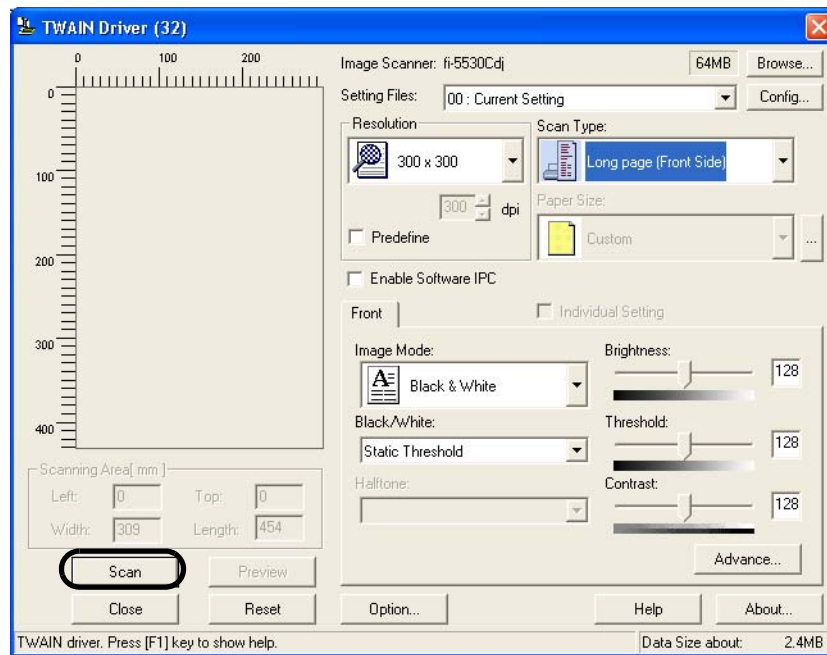 TWAIN Driver (32)
0 100 200
0
100
200
300
400
Image Scanner: fi-5530Cdj 64MB Browse...
Setting Files: 00 : Current Setting Config...
Resolution
300 x 300
300 dpi
Predefine
Scan Type:
Long page (Front Side)
Paper Size:
Custom ...
Enable Software IPC
Front Individual Setting
Image Mode:
Black & White
Black/White:
Static Threshold
Halftone:
Brightness:
128
Threshold:
128
Contrast:
128
Advance...
Scanning Area[ mm ]
Left: 0 Top: 0
Width: 309 Length: 454
Scan Preview
Close Reset Option... Help About...
TWAIN driver. Press [F1] key to show help. Data Size about: 2.4MB